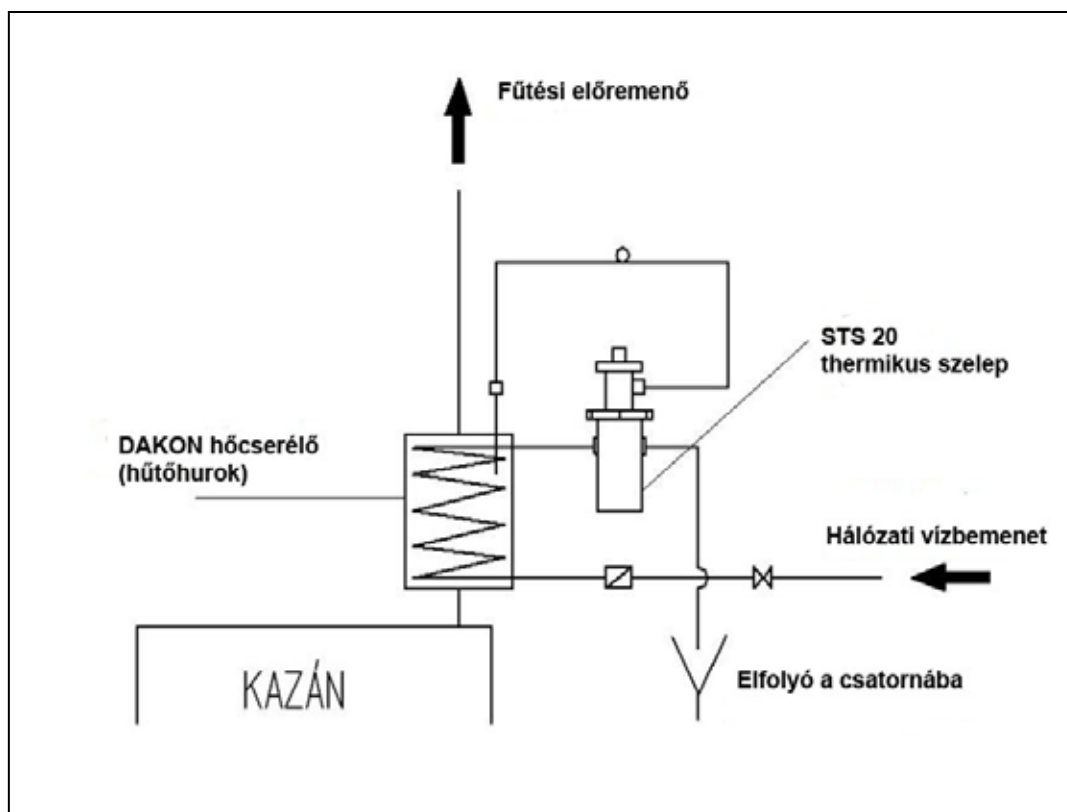 Fűtési előremenő
STS 20
thermikus szelep
DAKON hőcserélő
(hűtőhurok)
Hálózati vízbemenet
Elfolyó a csatornába
KAZÁN